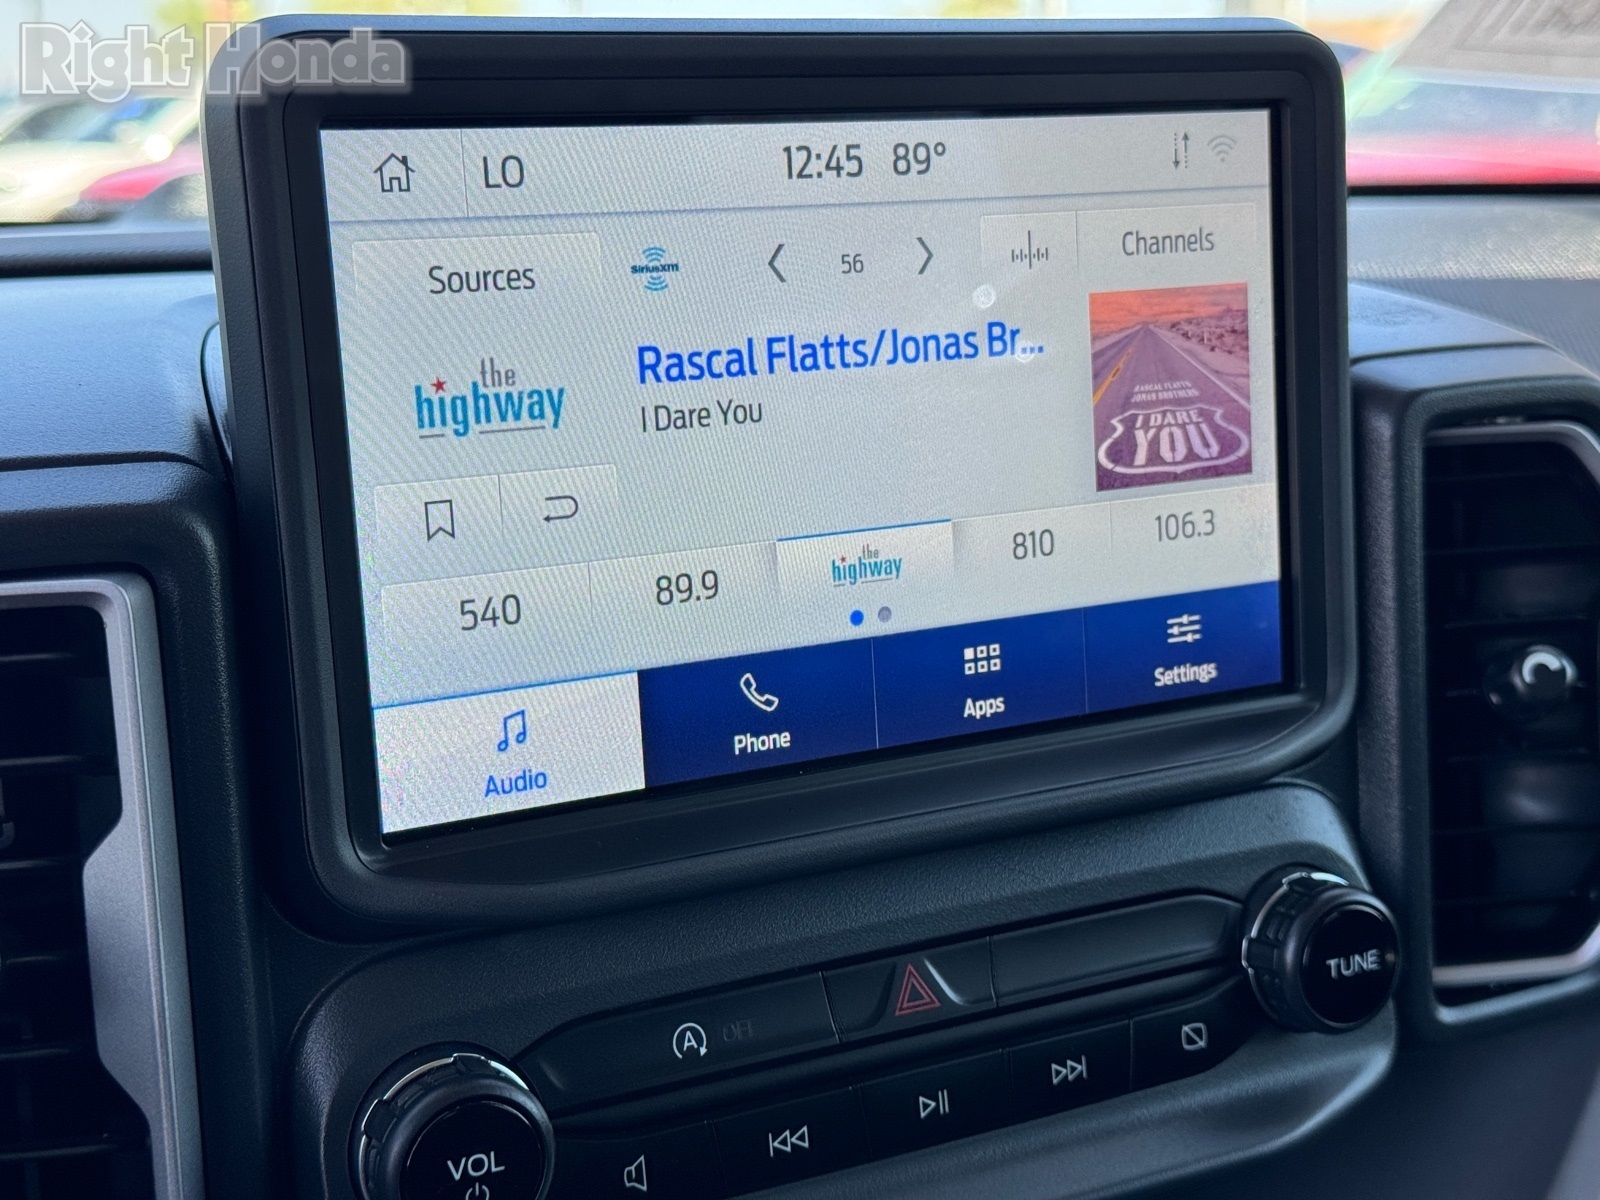 Right Honda
LO
12:45 89°
Sources
SiriusXM
56
Channels
the
highway
Rascal Flatts/Jonas Br...
I Dare You
RASCAL FLATTS
JONAS BROTHERS
I DARE
YOU
540
89.9
the
highway
810
106.3
Audio
Phone
Apps
Settings
A OFF
TUNE
VOL